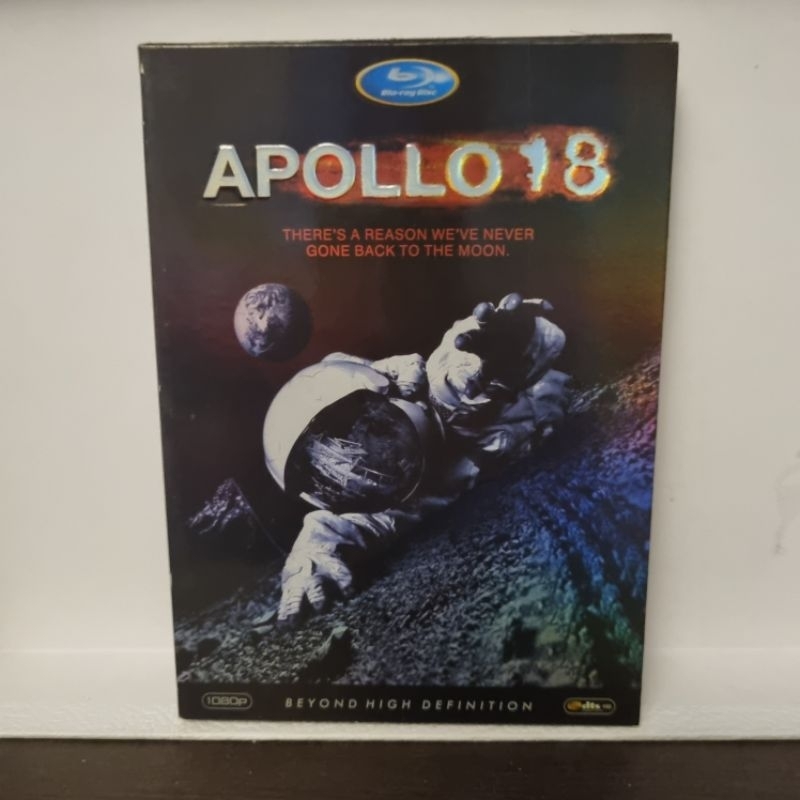 Blu-ray Disc
APOLLO 18
THERE'S A REASON WE'VE NEVER
GONE BACK TO THE MOON.
1080P
BEYOND HIGH DEFINITION
dts HD